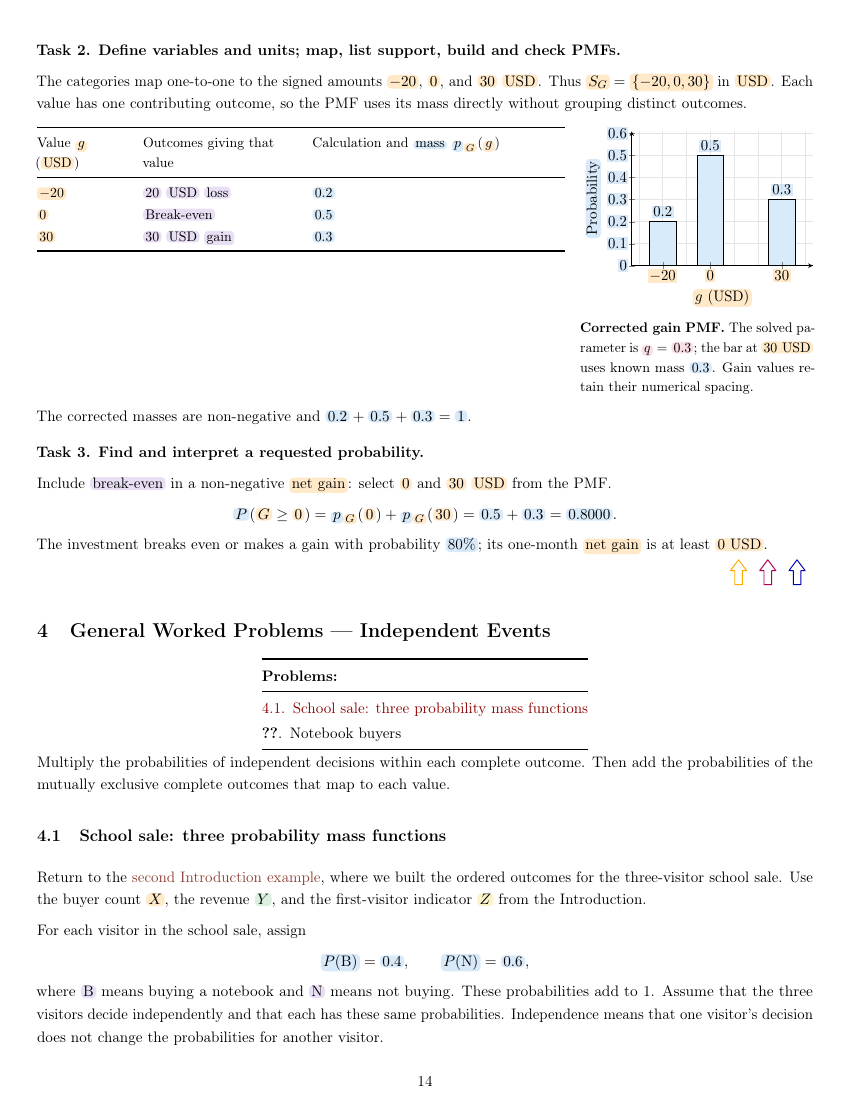 Task 2. Define variables and units; map, list support, build and check PMFs.
The categories map one-to-one to the signed amounts −20, 0, and 30 USD. Thus S_G = {−20, 0, 30} in USD. Each
value has one contributing outcome, so the PMF uses its mass directly without grouping distinct outcomes.
Value g (USD) | Outcomes giving that value | Calculation and mass p_G(g)
−20 | 20 USD loss | 0.2
0 | Break-even | 0.5
30 | 30 USD gain | 0.3
Probability
0.6
0.5
0.4
0.3
0.2
0.1
0
0.2
0.5
0.3
−20 0 30
g (USD)
Corrected gain PMF. The solved pa-
rameter is q = 0.3; the bar at 30 USD
uses known mass 0.3. Gain values re-
tain their numerical spacing.
The corrected masses are non-negative and 0.2 + 0.5 + 0.3 = 1.
Task 3. Find and interpret a requested probability.
Include break-even in a non-negative net gain: select 0 and 30 USD from the PMF.
P(G ≥ 0) = p_G(0) + p_G(30) = 0.5 + 0.3 = 0.8000.
The investment breaks even or makes a gain with probability 80%; its one-month net gain is at least 0 USD.
4 General Worked Problems — Independent Events
Problems:
4.1. School sale: three probability mass functions
??. Notebook buyers
Multiply the probabilities of independent decisions within each complete outcome. Then add the probabilities of the
mutually exclusive complete outcomes that map to each value.
4.1 School sale: three probability mass functions
Return to the second Introduction example, where we built the ordered outcomes for the three-visitor school sale. Use
the buyer count X, the revenue Y, and the first-visitor indicator Z from the Introduction.
For each visitor in the school sale, assign
P(B) = 0.4, P(N) = 0.6,
where B means buying a notebook and N means not buying. These probabilities add to 1. Assume that the three
visitors decide independently and that each has these same probabilities. Independence means that one visitor's decision
does not change the probabilities for another visitor.
14